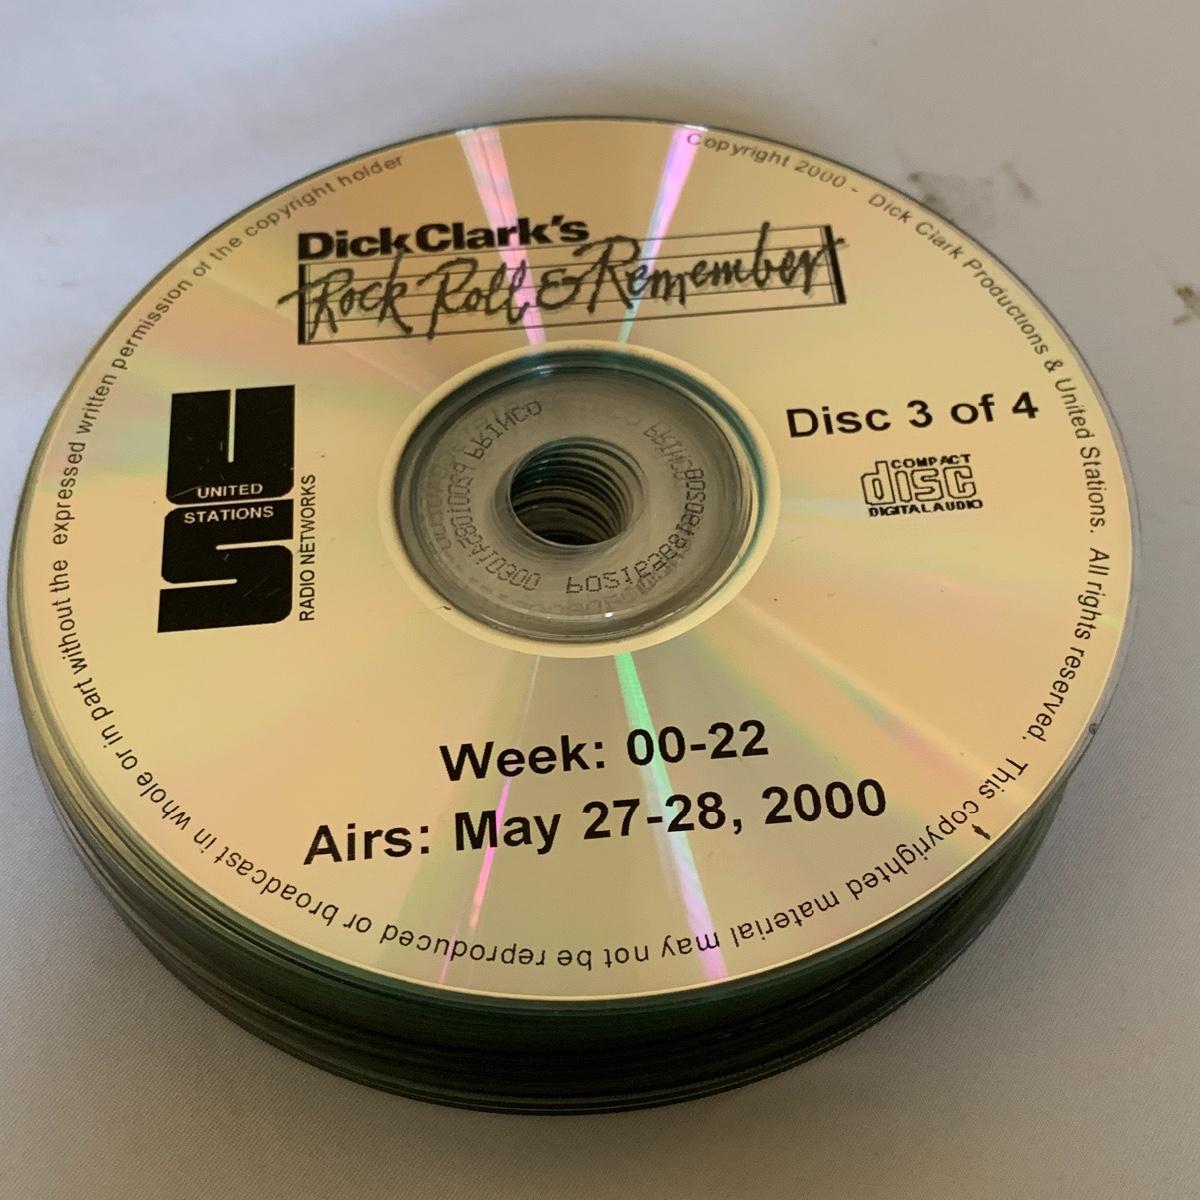 Dick Clark's
Rock Roll & Remember
UNITED
STATIONS
RADIO NETWORKS
US
Disc 3 of 4
COMPACT
disc
DIGITAL AUDIO
PRINCO
Week: 00-22
Airs: May 27-28, 2000
Copyright 2000 - Dick Clark Productions & United Stations. All rights reserved. This copyrighted material may not be reproduced or broadcast in whole or in part without the expressed written permission of the copyright holder